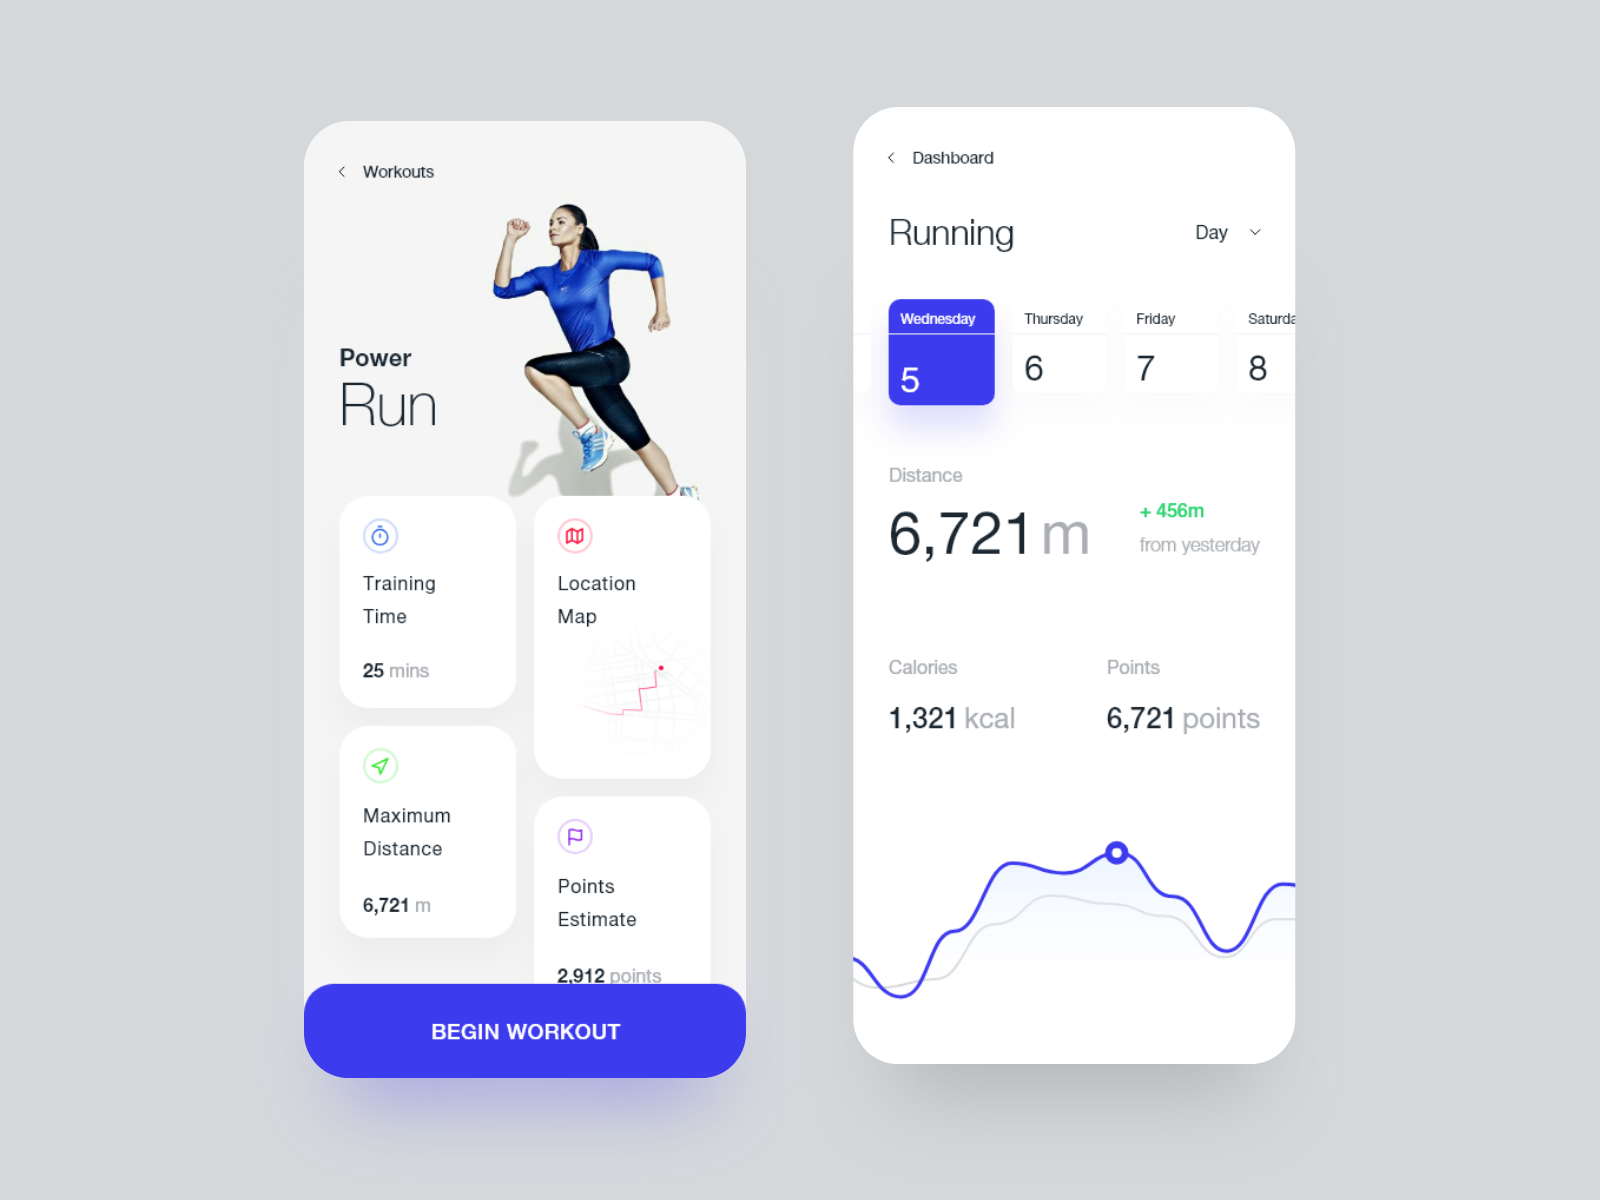 Workouts
Power
Run
Training
Time
25 mins
Location
Map
Maximum
Distance
6,721 m
Points
Estimate
2,912 points
BEGIN WORKOUT
Dashboard
Running
Day
Wednesday
5
Thursday
6
Friday
7
Saturda
8
Distance
6,721 m
+ 456m
from yesterday
Calories
1,321 kcal
Points
6,721 points